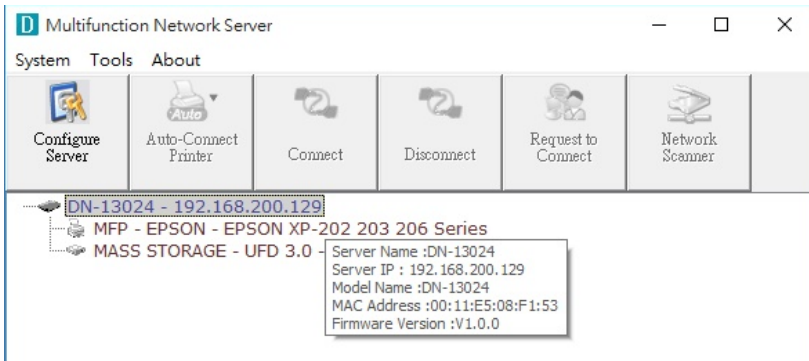 D Multifunction Network Server
System Tools About
Configure Server
Auto
Auto-Connect Printer
Connect
Disconnect
Request to Connect
Network Scanner
DN-13024 - 192.168.200.129
MFP - EPSON - EPSON XP-202 203 206 Series
MASS STORAGE - UFD 3.0 -
Server Name :DN-13024
Server IP : 192.168.200.129
Model Name :DN-13024
MAC Address :00:11:E5:08:F1:53
Firmware Version :V1.0.0